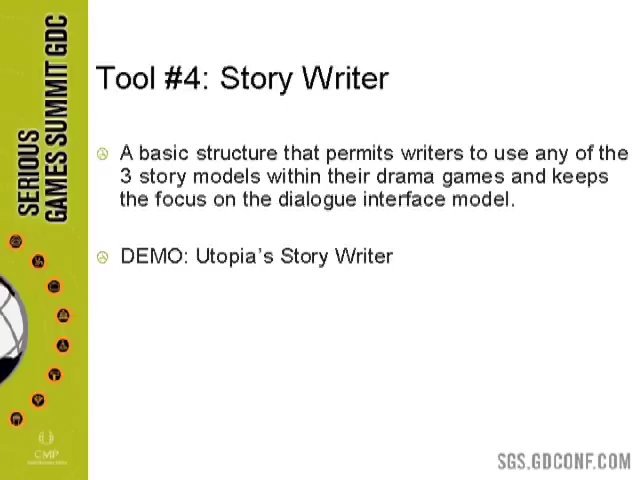 SERIOUS
GAMES SUMMIT GDC
Tool #4: Story Writer
A basic structure that permits writers to use any of the
3 story models within their drama games and keeps
the focus on the dialogue interface model.
DEMO: Utopia's Story Writer
CMP
SGS.GDCONF.COM